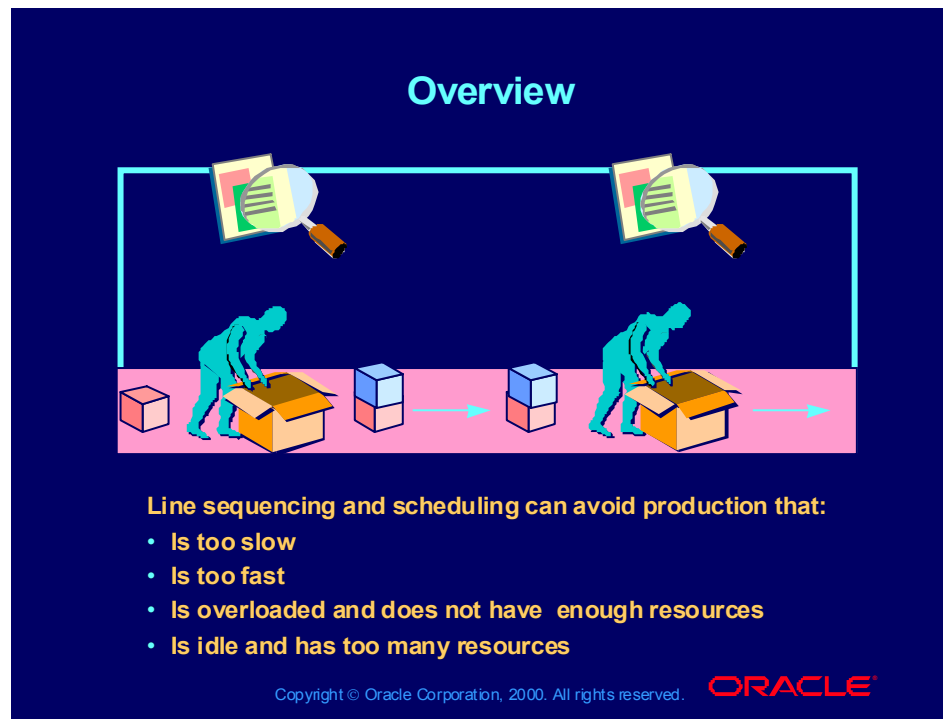 Overview
Line sequencing and scheduling can avoid production that:
• Is too slow
• Is too fast
• Is overloaded and does not have enough resources
• Is idle and has too many resources
Copyright © Oracle Corporation, 2000. All rights reserved.
ORACLE®